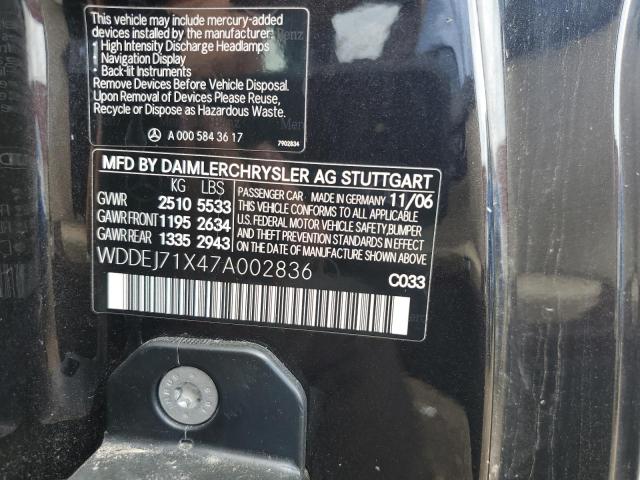 This vehicle may include mercury-added
devices installed by the manufacturer:
• High Intensity Discharge Headlamps
• Navigation Display
• Back-lit Instruments
Remove Devices Before Vehicle Disposal.
Upon Removal of Devices Please Reuse,
Recycle or Dispose as Hazardous Waste.
A 000 584 36 17
7902834
MFD BY DAIMLERCHRYSLER AG STUTTGART
KG LBS
GVWR 2510 5533
GAWR FRONT 1195 2634
GAWR REAR 1335 2943
PASSENGER CAR MADE IN GERMANY 11/06
THIS VEHICLE CONFORMS TO ALL APPLICABLE
U.S. FEDERAL MOTOR VEHICLE SAFETY, BUMPER
AND THEFT PREVENTION STANDARDS IN EFFECT
ON THE DATE OF MANUFACTURE SHOWN ABOVE
WDDEJ71X47A002836
C033